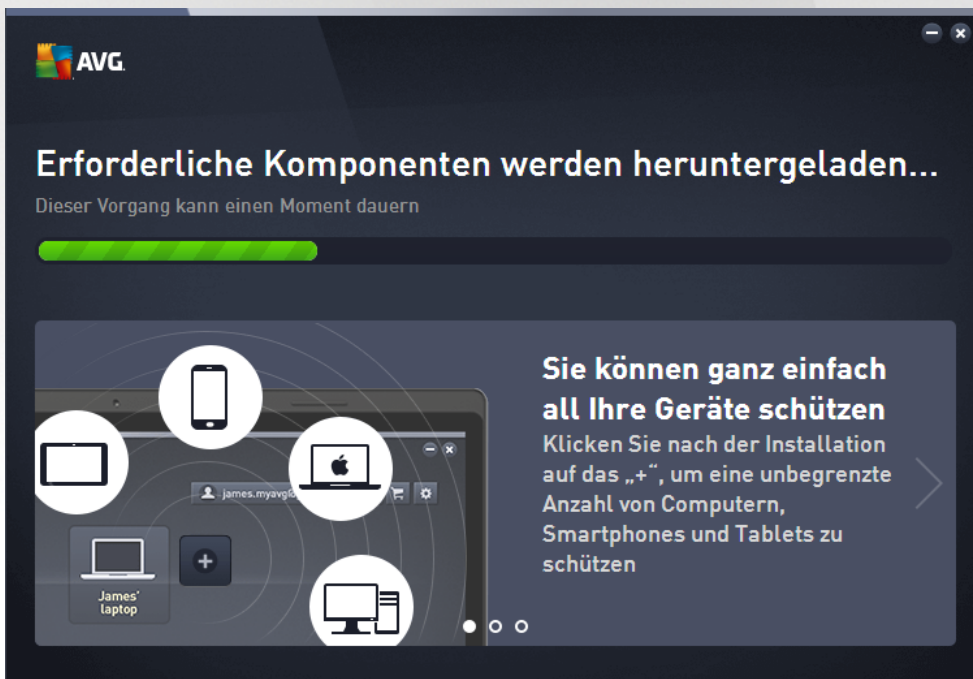 AVG.
Erforderliche Komponenten werden heruntergeladen...
Dieser Vorgang kann einen Moment dauern
james.myavg
James'
laptop
Sie können ganz einfach
all Ihre Geräte schützen
Klicken Sie nach der Installation
auf das „+“, um eine unbegrenzte
Anzahl von Computern,
Smartphones und Tablets zu
schützen